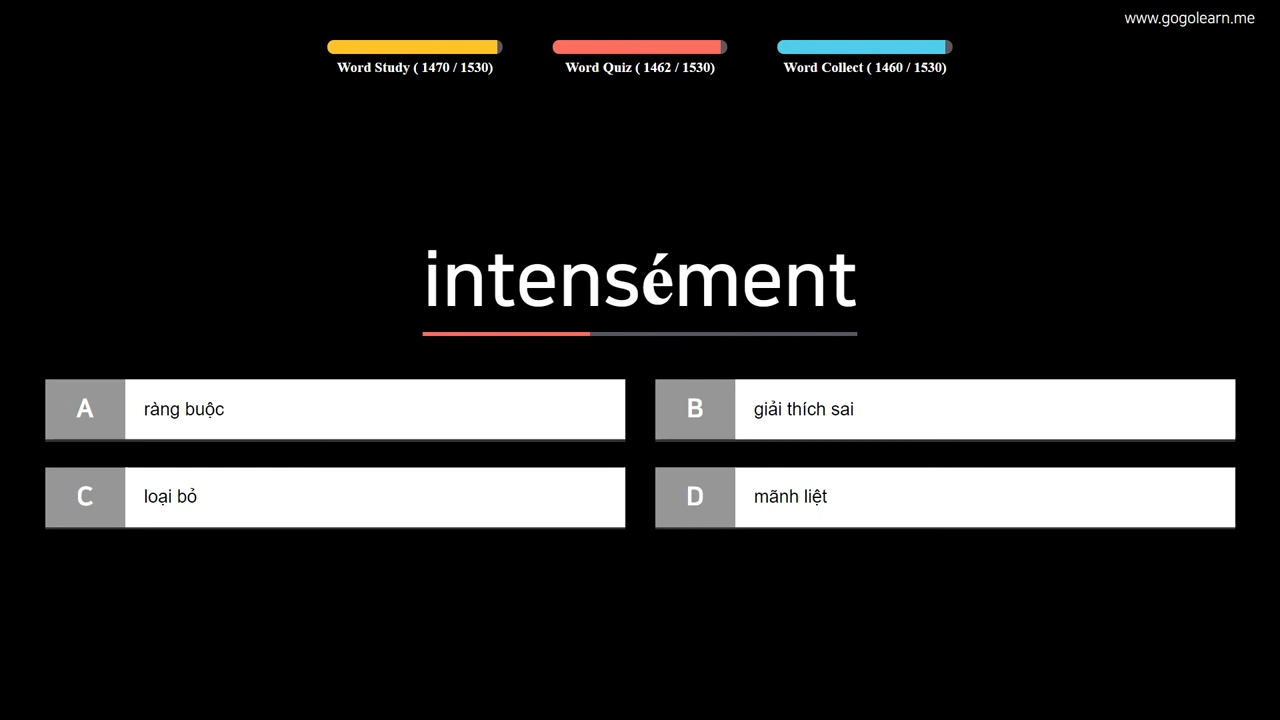 www.gogolearn.me
Word Study ( 1470 / 1530)
Word Quiz ( 1462 / 1530)
Word Collect ( 1460 / 1530)
intensément
A ràng buộc
B giải thích sai
C loại bỏ
D mãnh liệt